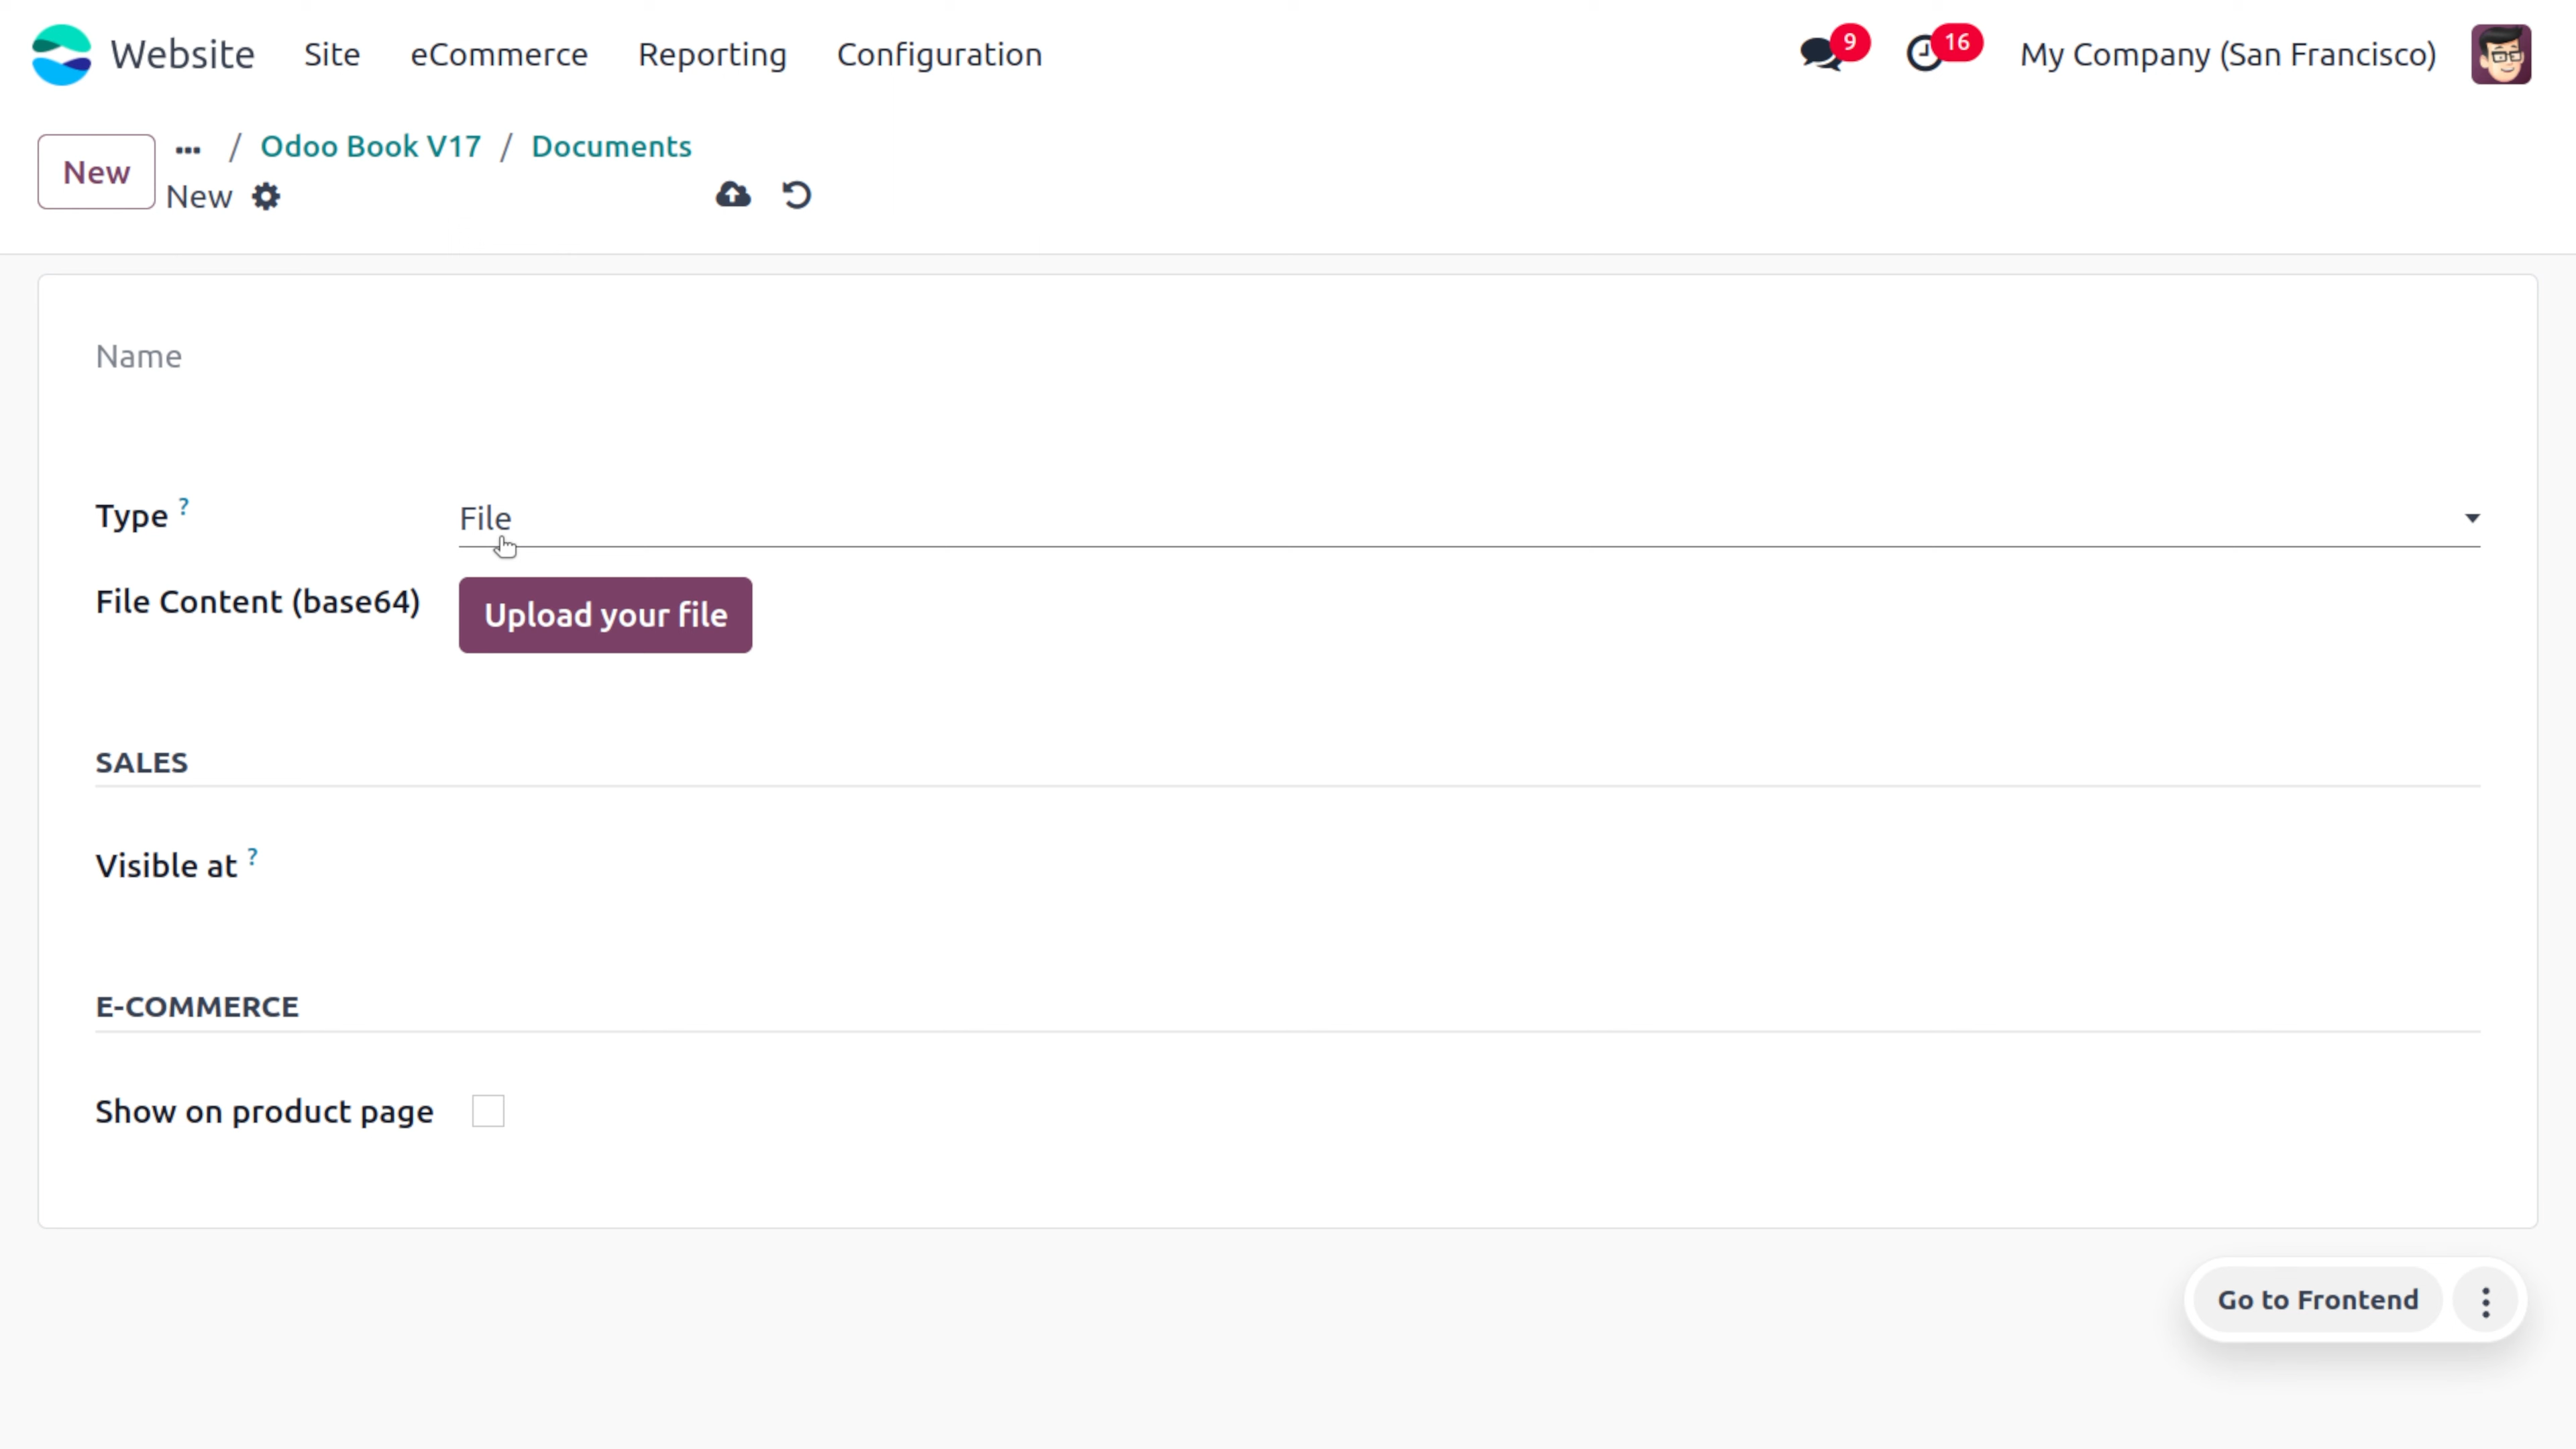 Website Site eCommerce Reporting Configuration 9 16 My Company (San Francisco)
New ... / Odoo Book V17 / Documents
New
Name
Type ? File
File Content (base64) Upload your file
SALES
Visible at ?
E-COMMERCE
Show on product page
Go to Frontend